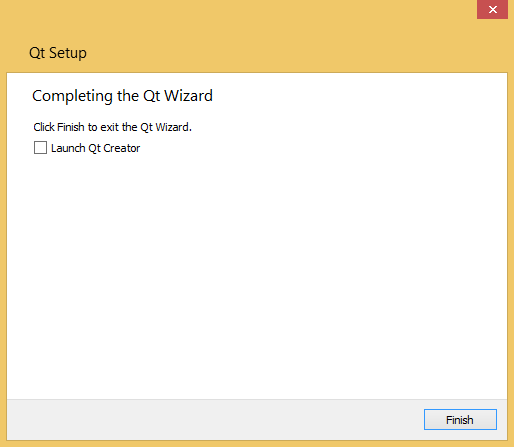 Qt Setup
Completing the Qt Wizard
Click Finish to exit the Qt Wizard.
Launch Qt Creator
Finish